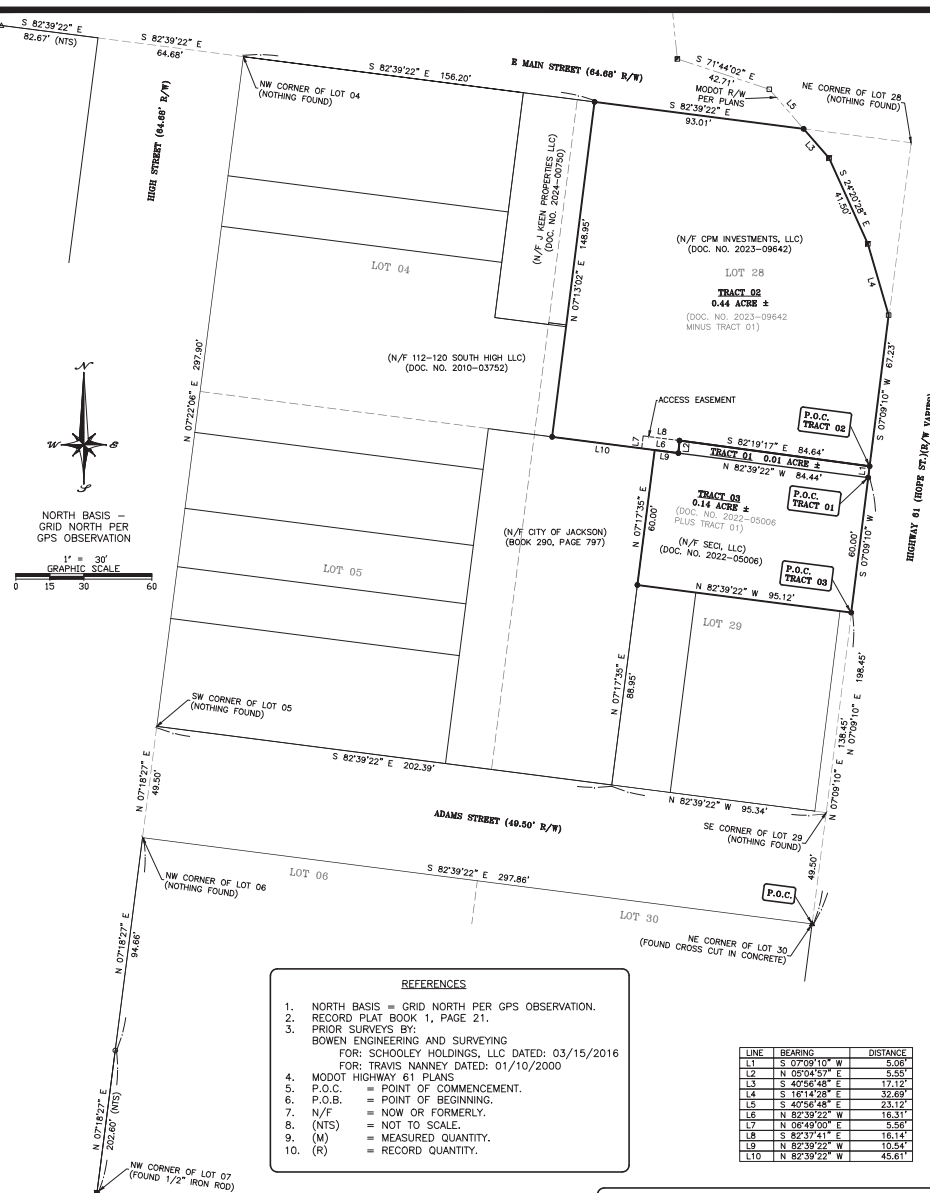 S 82°39'22" E
82.67' (NTS)
S 82°39'22" E
64.68'
HIGH STREET (64.68' R/W)
NW CORNER OF LOT 04
(NOTHING FOUND)
S 82°39'22" E 156.20'
E MAIN STREET (64.68' R/W)
S 82°39'22" E
93.01'
S 71°44'02" E
42.71'
MODOT R/W
PER PLANS
L5
NE CORNER OF LOT 28
(NOTHING FOUND)
L3
S 24°20'28" E
41.50'
L4
(N/F J KEEN PROPERTIES LLC)
(DOC. NO. 2024-00750)
N 07°13'02" E 148.95'
(N/F CPM INVESTMENTS, LLC)
(DOC. NO. 2023-09642)
LOT 28
TRACT 02
0.44 ACRE ±
(DOC. NO. 2023-09642
MINUS TRACT 01)
LOT 04
N 07°22'06" E 297.90'
(N/F 112-120 SOUTH HIGH LLC)
(DOC. NO. 2010-03752)
S 07°09'10" W 67.23'
HIGHWAY 61 (HOPE ST.)(R/W VARIES)
N
W
E
S
NORTH BASIS -
GRID NORTH PER
GPS OBSERVATION
1" = 30'
GRAPHIC SCALE
0 15 30 60
ACCESS EASEMENT
P.O.C.
TRACT 02
L8
L7
L6
L2
L9
L10
S 82°19'17" E 84.64'
TRACT 01 0.01 ACRE ±
N 82°39'22" W 84.44'
L1
P.O.C.
TRACT 01
TRACT 03
0.14 ACRE ±
(DOC. NO. 2022-05006
PLUS TRACT 01)
(N/F SECI, LLC)
(DOC. NO. 2022-05006)
N 07°17'35" E
60.00'
S 07°09'10" W
60.00'
(N/F CITY OF JACKSON)
(BOOK 290, PAGE 797)
LOT 05
P.O.C.
TRACT 03
N 82°39'22" W 95.12'
LOT 29
N 07°17'35" E
88.95'
N 07°09'10" E 198.45'
N 07°09'10" E 138.45'
SW CORNER OF LOT 05
(NOTHING FOUND)
S 82°39'22" E 202.39'
N 07°18'27" E
49.50'
ADAMS STREET (49.50' R/W)
N 82°39'22" W 95.34'
SE CORNER OF LOT 29
(NOTHING FOUND)
49.50'
NW CORNER OF LOT 06
(NOTHING FOUND)
LOT 06
S 82°39'22" E 297.86'
LOT 30
P.O.C.
NE CORNER OF LOT 30
(FOUND CROSS CUT IN CONCRETE)
N 07°18'27" E
94.66'
N 07°18'27" E
202.60' (NTS)
NW CORNER OF LOT 07
(FOUND 1/2" IRON ROD)
REFERENCES
1. NORTH BASIS = GRID NORTH PER GPS OBSERVATION.
2. RECORD PLAT BOOK 1, PAGE 21.
3. PRIOR SURVEYS BY:
BOWEN ENGINEERING AND SURVEYING
FOR: SCHOOLEY HOLDINGS, LLC DATED: 03/15/2016
FOR: TRAVIS NANNEY DATED: 01/10/2000
4. MODOT HIGHWAY 61 PLANS
5. P.O.C. = POINT OF COMMENCEMENT.
6. P.O.B. = POINT OF BEGINNING.
7. N/F = NOW OR FORMERLY.
8. (NTS) = NOT TO SCALE.
9. (M) = MEASURED QUANTITY.
10. (R) = RECORD QUANTITY.
LINE BEARING DISTANCE
L1 S 07°09'10" W 5.06'
L2 N 05°04'57" E 5.55'
L3 S 40°56'48" E 17.12'
L4 S 16°14'28" E 32.69'
L5 S 40°56'48" E 23.12'
L6 N 82°39'22" W 16.31'
L7 N 06°49'00" E 5.56'
L8 S 82°37'41" E 16.14'
L9 N 82°39'22" W 10.54'
L10 N 82°39'22" W 45.61'